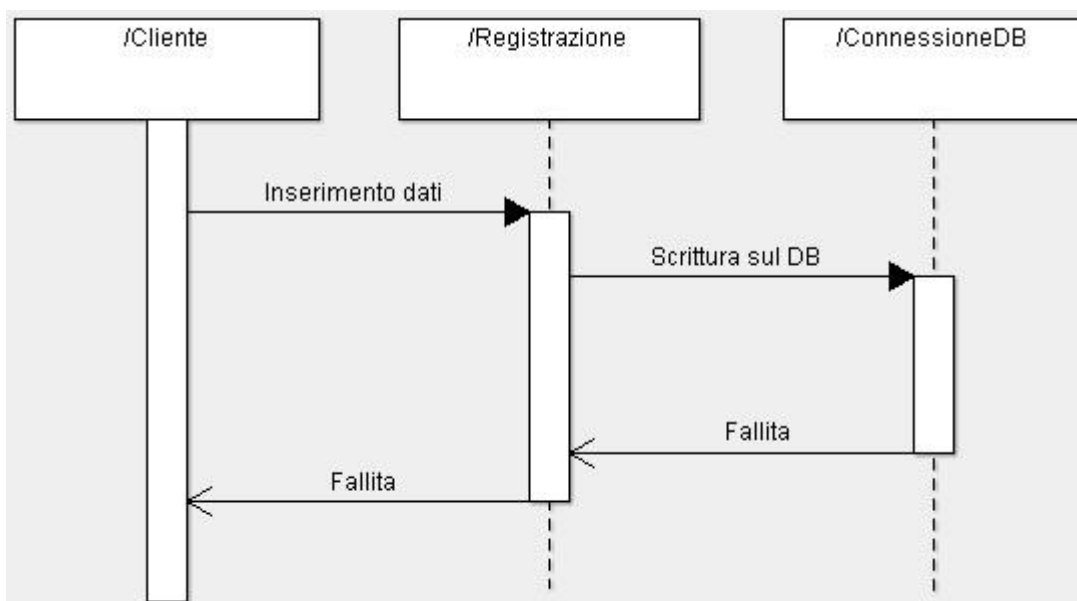 /Cliente
/Registrazione
/ConnessioneDB
Inserimento dati
Scrittura sul DB
Fallita
Fallita